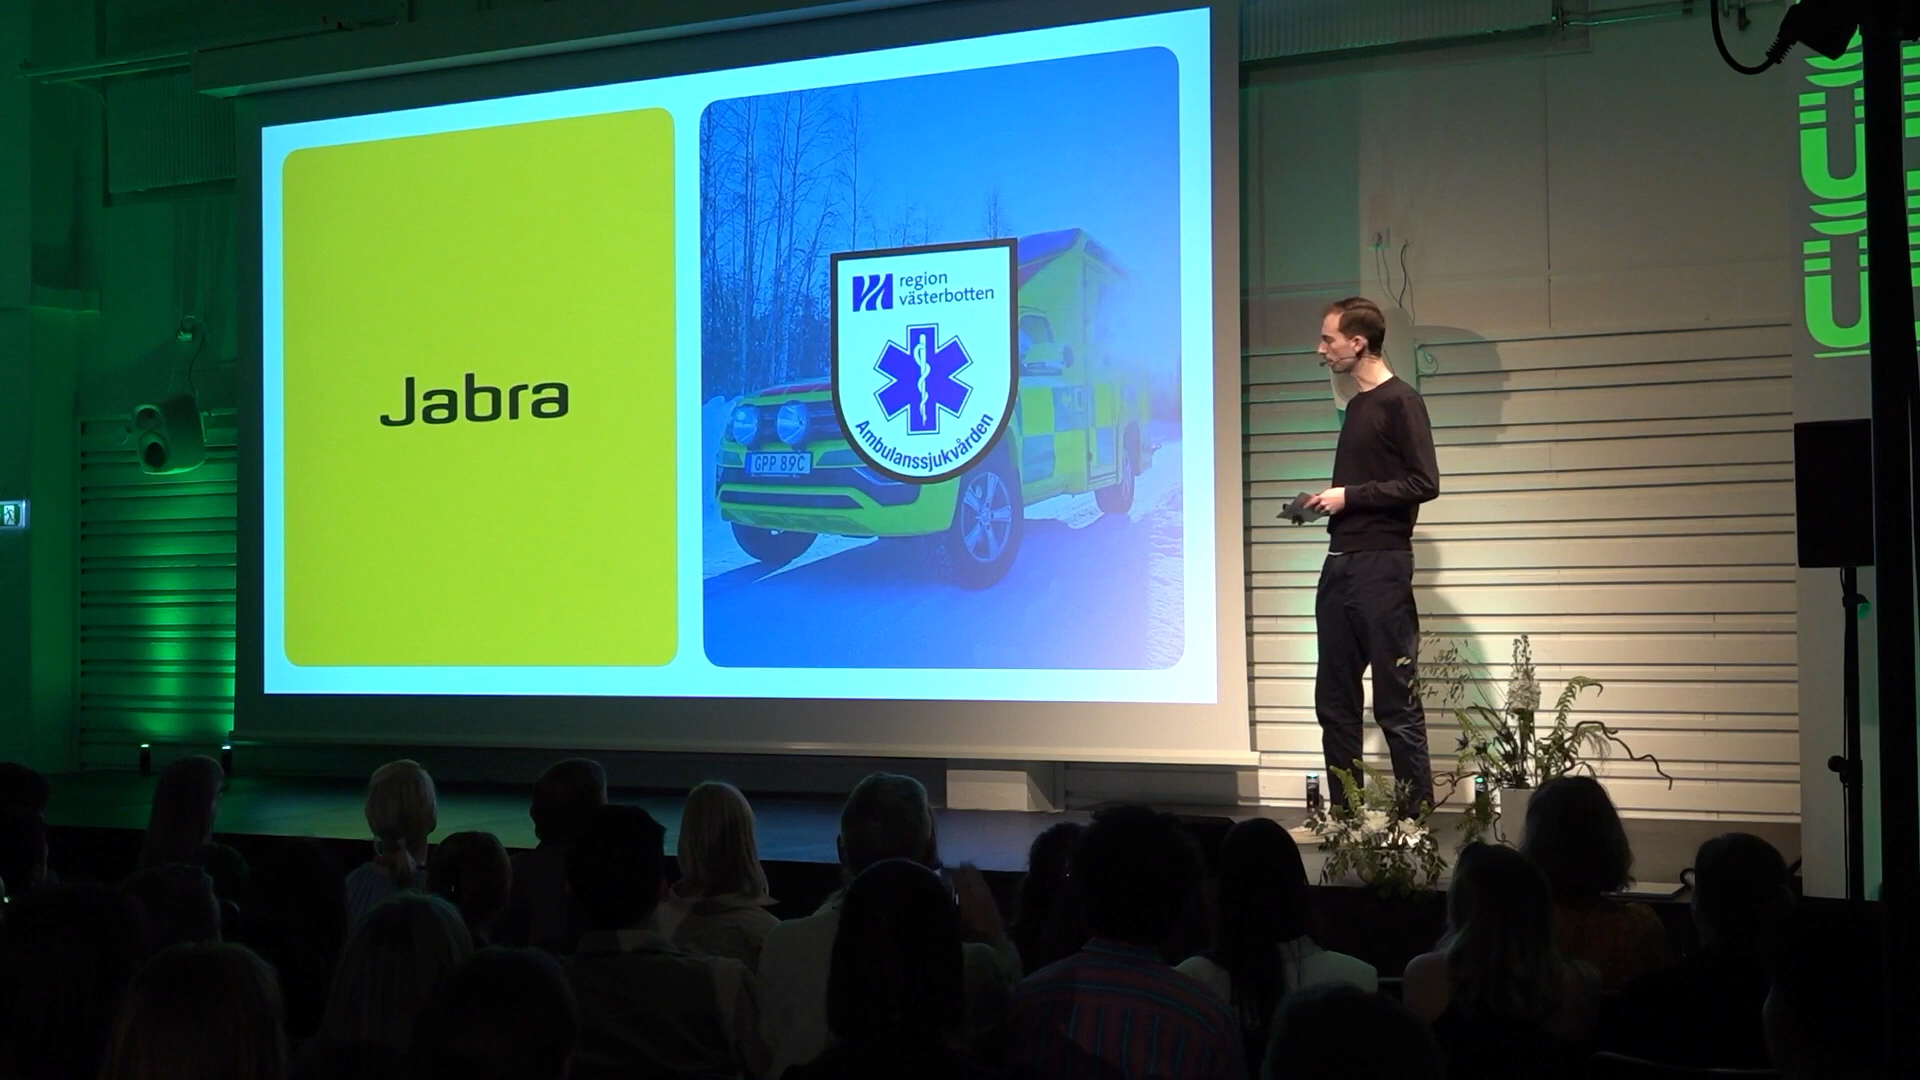 Jabra
region
västerbotten
Ambulanssjukvården
GPP 89C